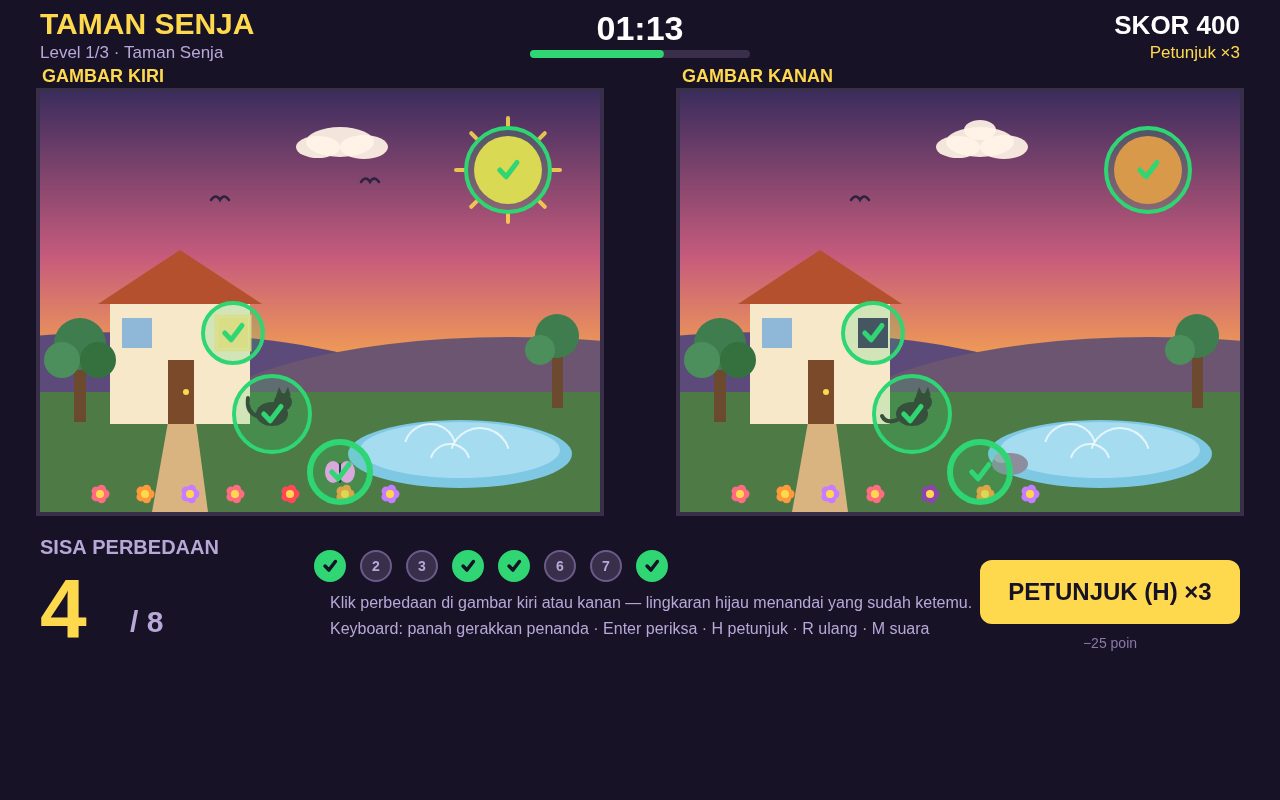 TAMAN SENJA
Level 1/3 · Taman Senja
01:13
SKOR 400
Petunjuk ×3
GAMBAR KIRI
GAMBAR KANAN
SISA PERBEDAAN
4 / 8
2 3 6 7
Klik perbedaan di gambar kiri atau kanan — lingkaran hijau menandai yang sudah ketemu.
Keyboard: panah gerakkan penanda · Enter periksa · H petunjuk · R ulang · M suara
PETUNJUK (H) ×3
−25 poin